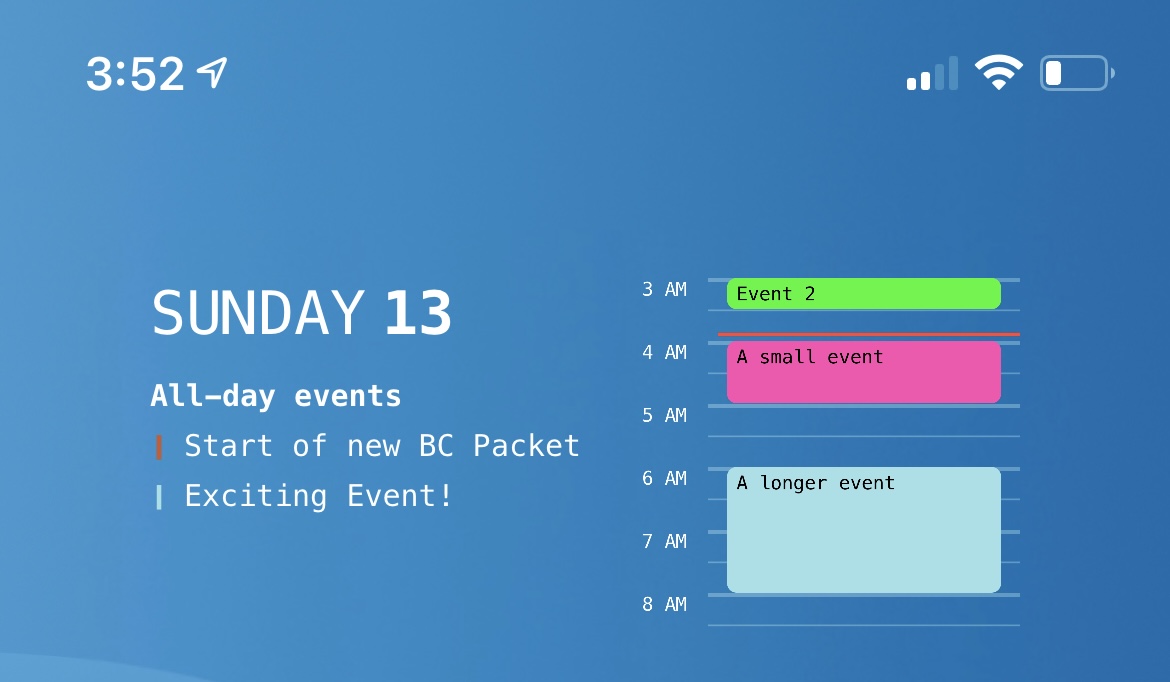 3:52
SUNDAY 13
All-day events
Start of new BC Packet
Exciting Event!
3 AM
Event 2
4 AM
A small event
5 AM
6 AM
A longer event
7 AM
8 AM